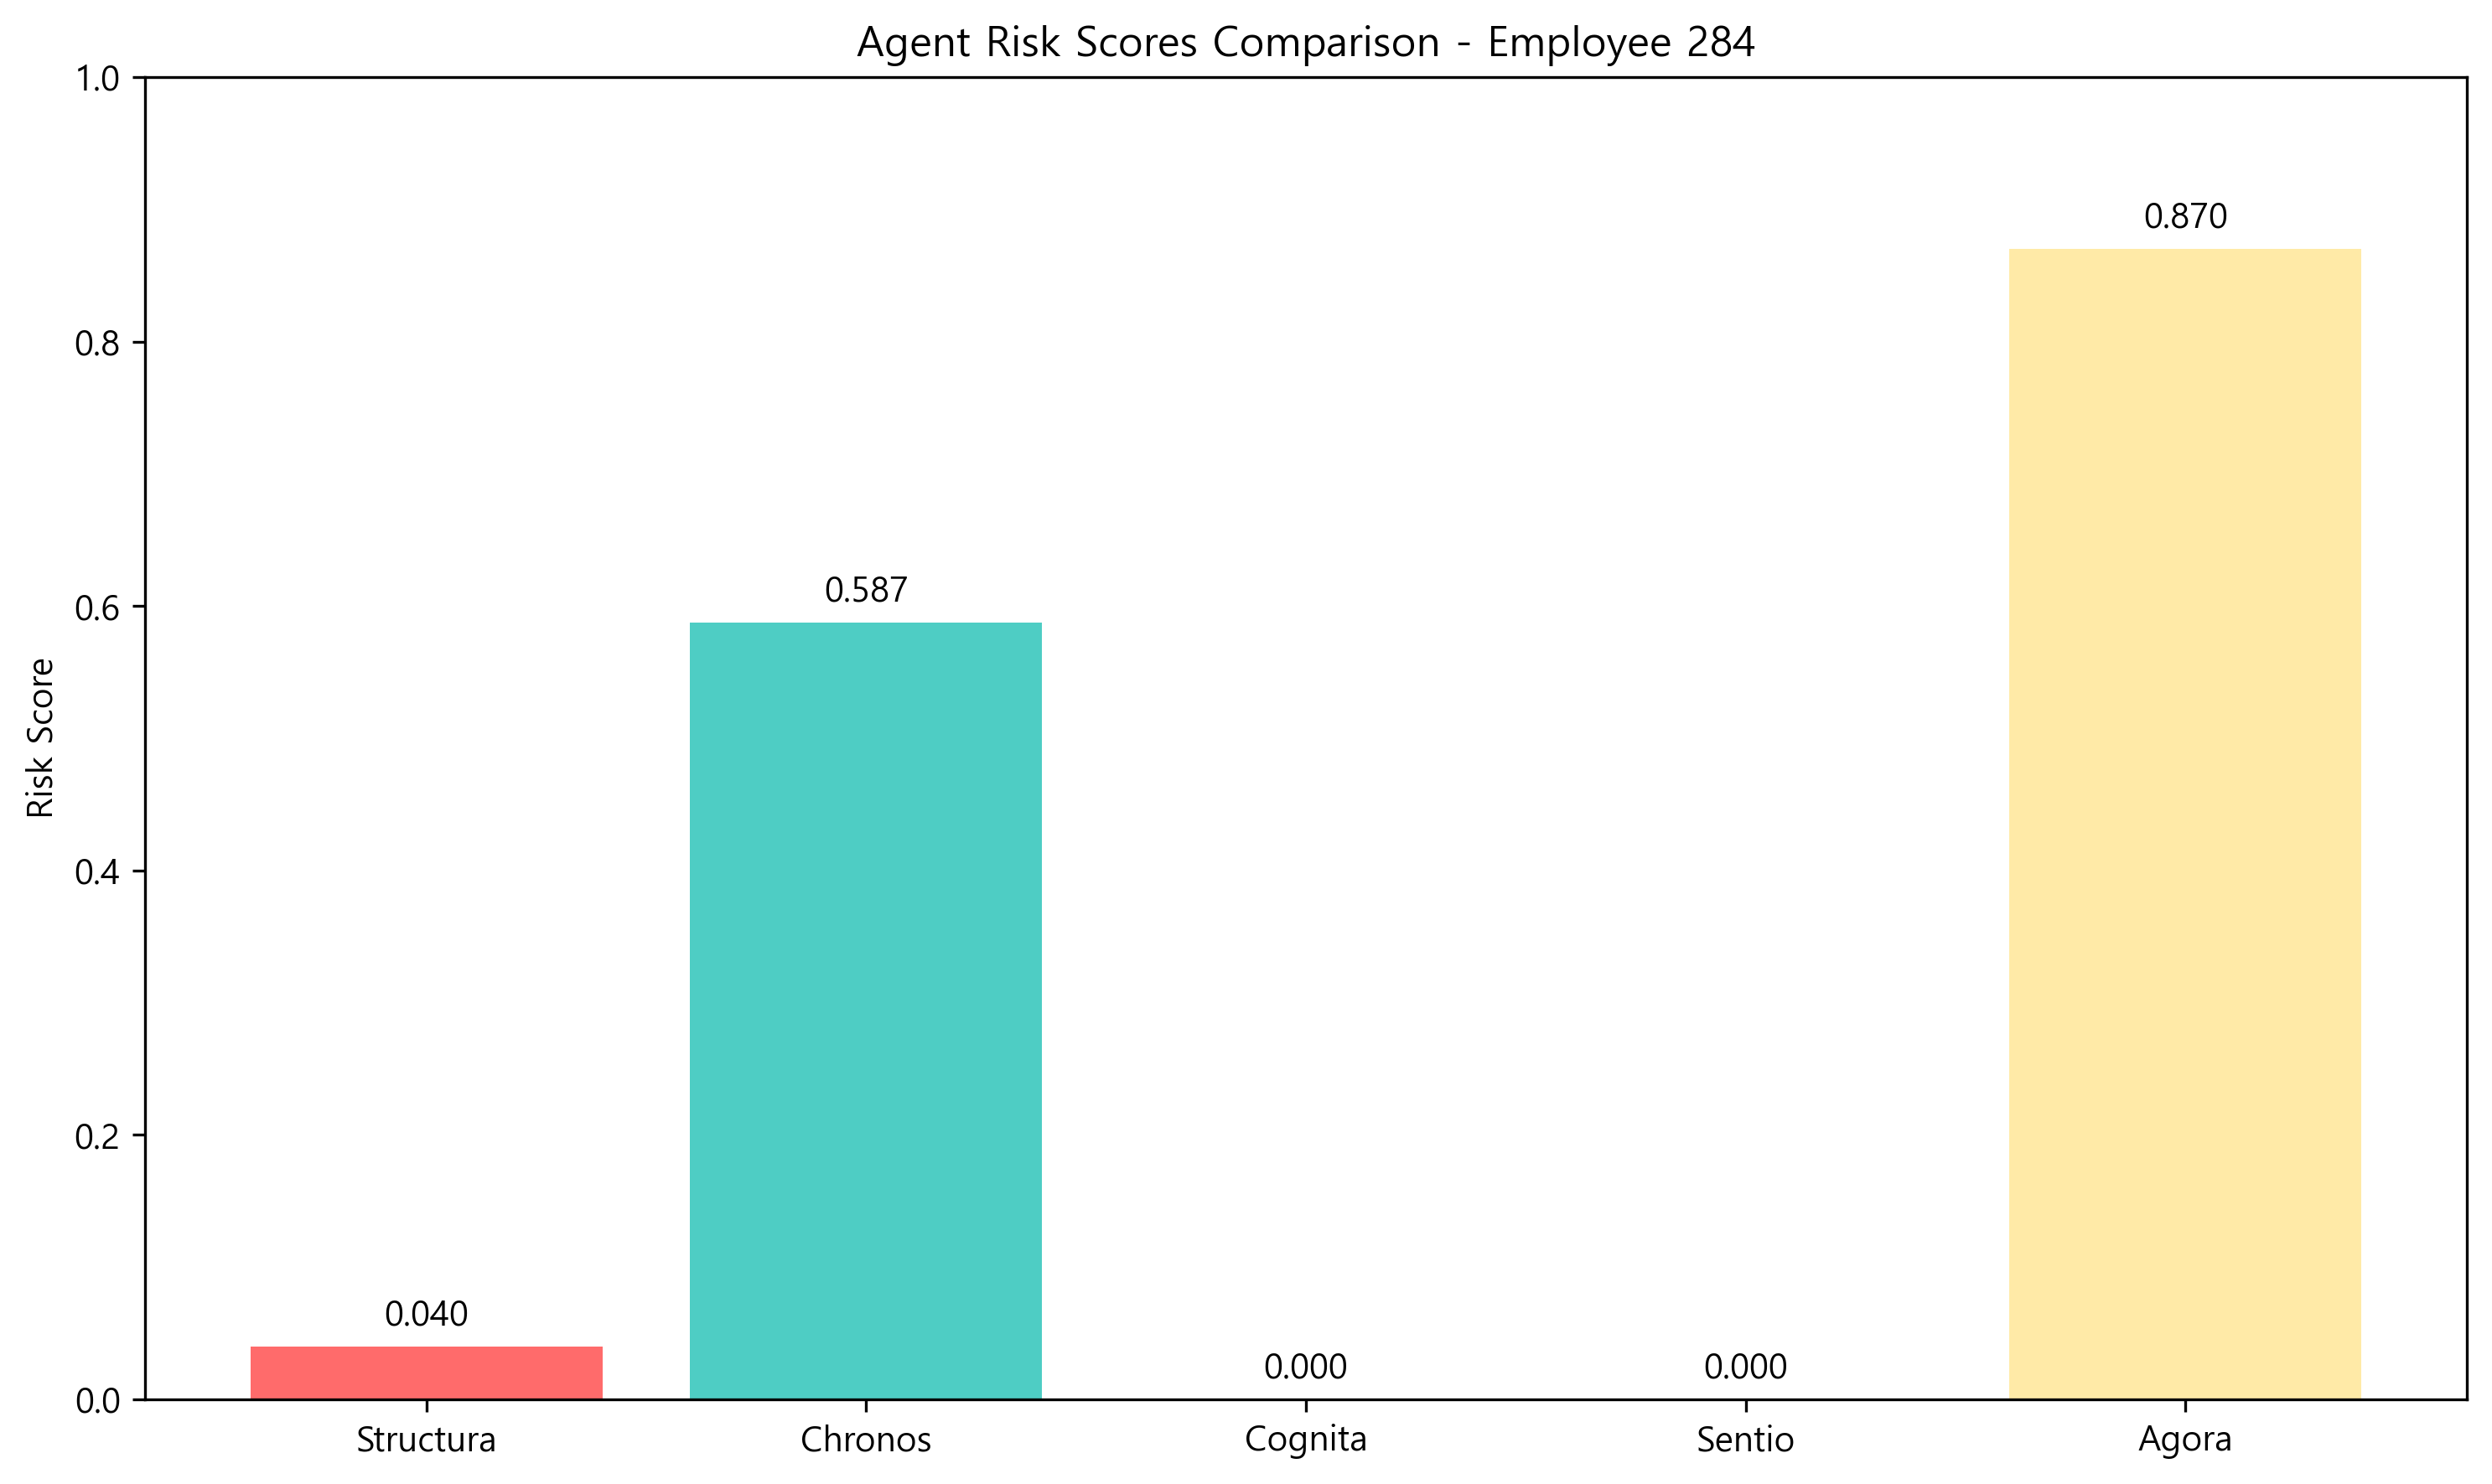 Agent Risk Scores Comparison - Employee 284
Risk Score
1.0
0.8
0.6
0.4
0.2
0.0
0.040
0.587
0.000
0.000
0.870
Structura
Chronos
Cognita
Sentio
Agora